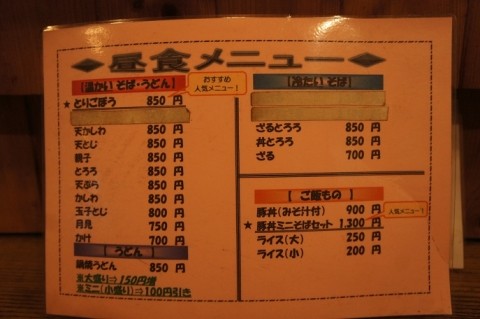 昼食メニュー
【温かい そば・うどん】
おすすめ
人気メニュー！
★とりごぼう 850 円
天かしわ 850 円
天とじ 850 円
親子 850 円
とろろ 850 円
天ぷら 850 円
かしわ 850 円
玉子とじ 800 円
月見 750 円
かけ 700 円
【うどん】
鍋焼うどん 850 円
※大盛り⇒150円増
※ミニ(小盛り)⇒100円引き
【冷たい そば】
ざるとろろ 850 円
丼とろろ 850 円
ざる 700 円
【ご飯もの】
豚丼(みそ汁付) 900 円
人気メニュー！
★豚丼ミニそばセット 1,300 円
ライス(大) 250 円
ライス(小) 200 円